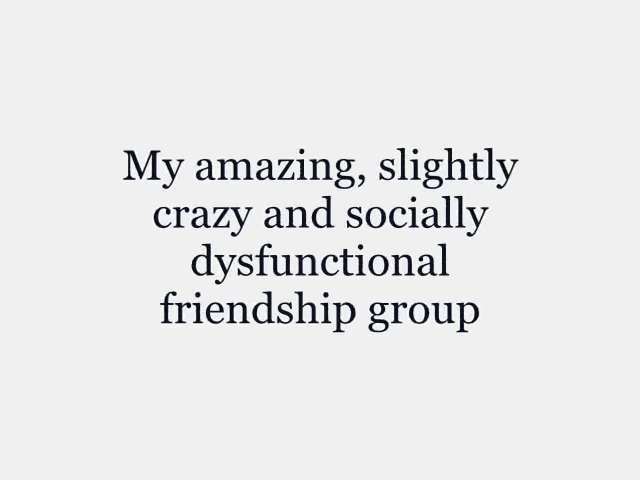 My amazing, slightly
crazy and socially
dysfunctional
friendship group